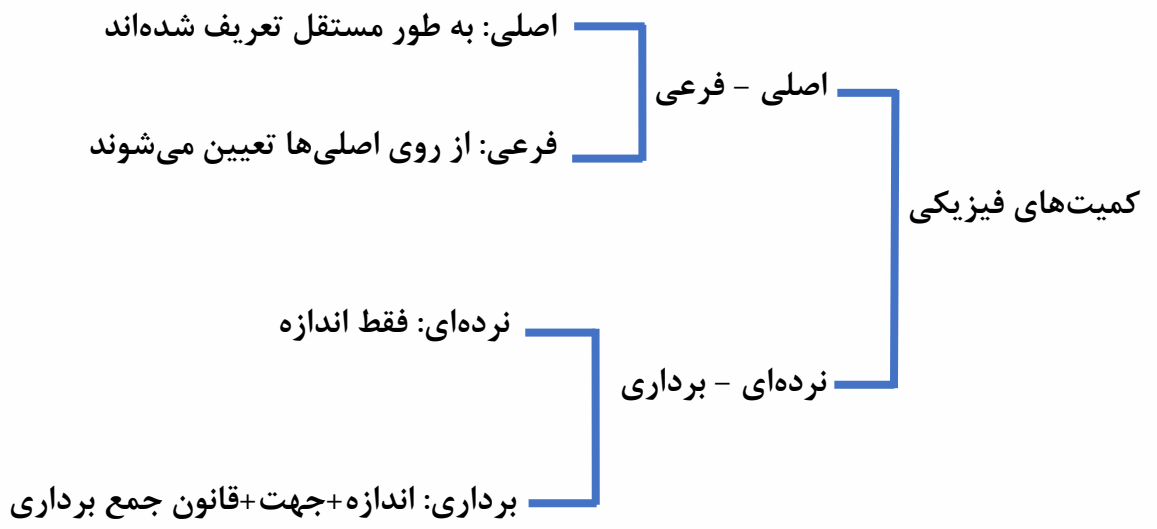 کمیت‌های فیزیکی
اصلی – فرعی
اصلی: به طور مستقل تعریف شده‌اند
فرعی: از روی اصلی‌ها تعیین می‌شوند
نرده‌ای – برداری
نرده‌ای: فقط اندازه
برداری: اندازه+جهت+قانون جمع برداری